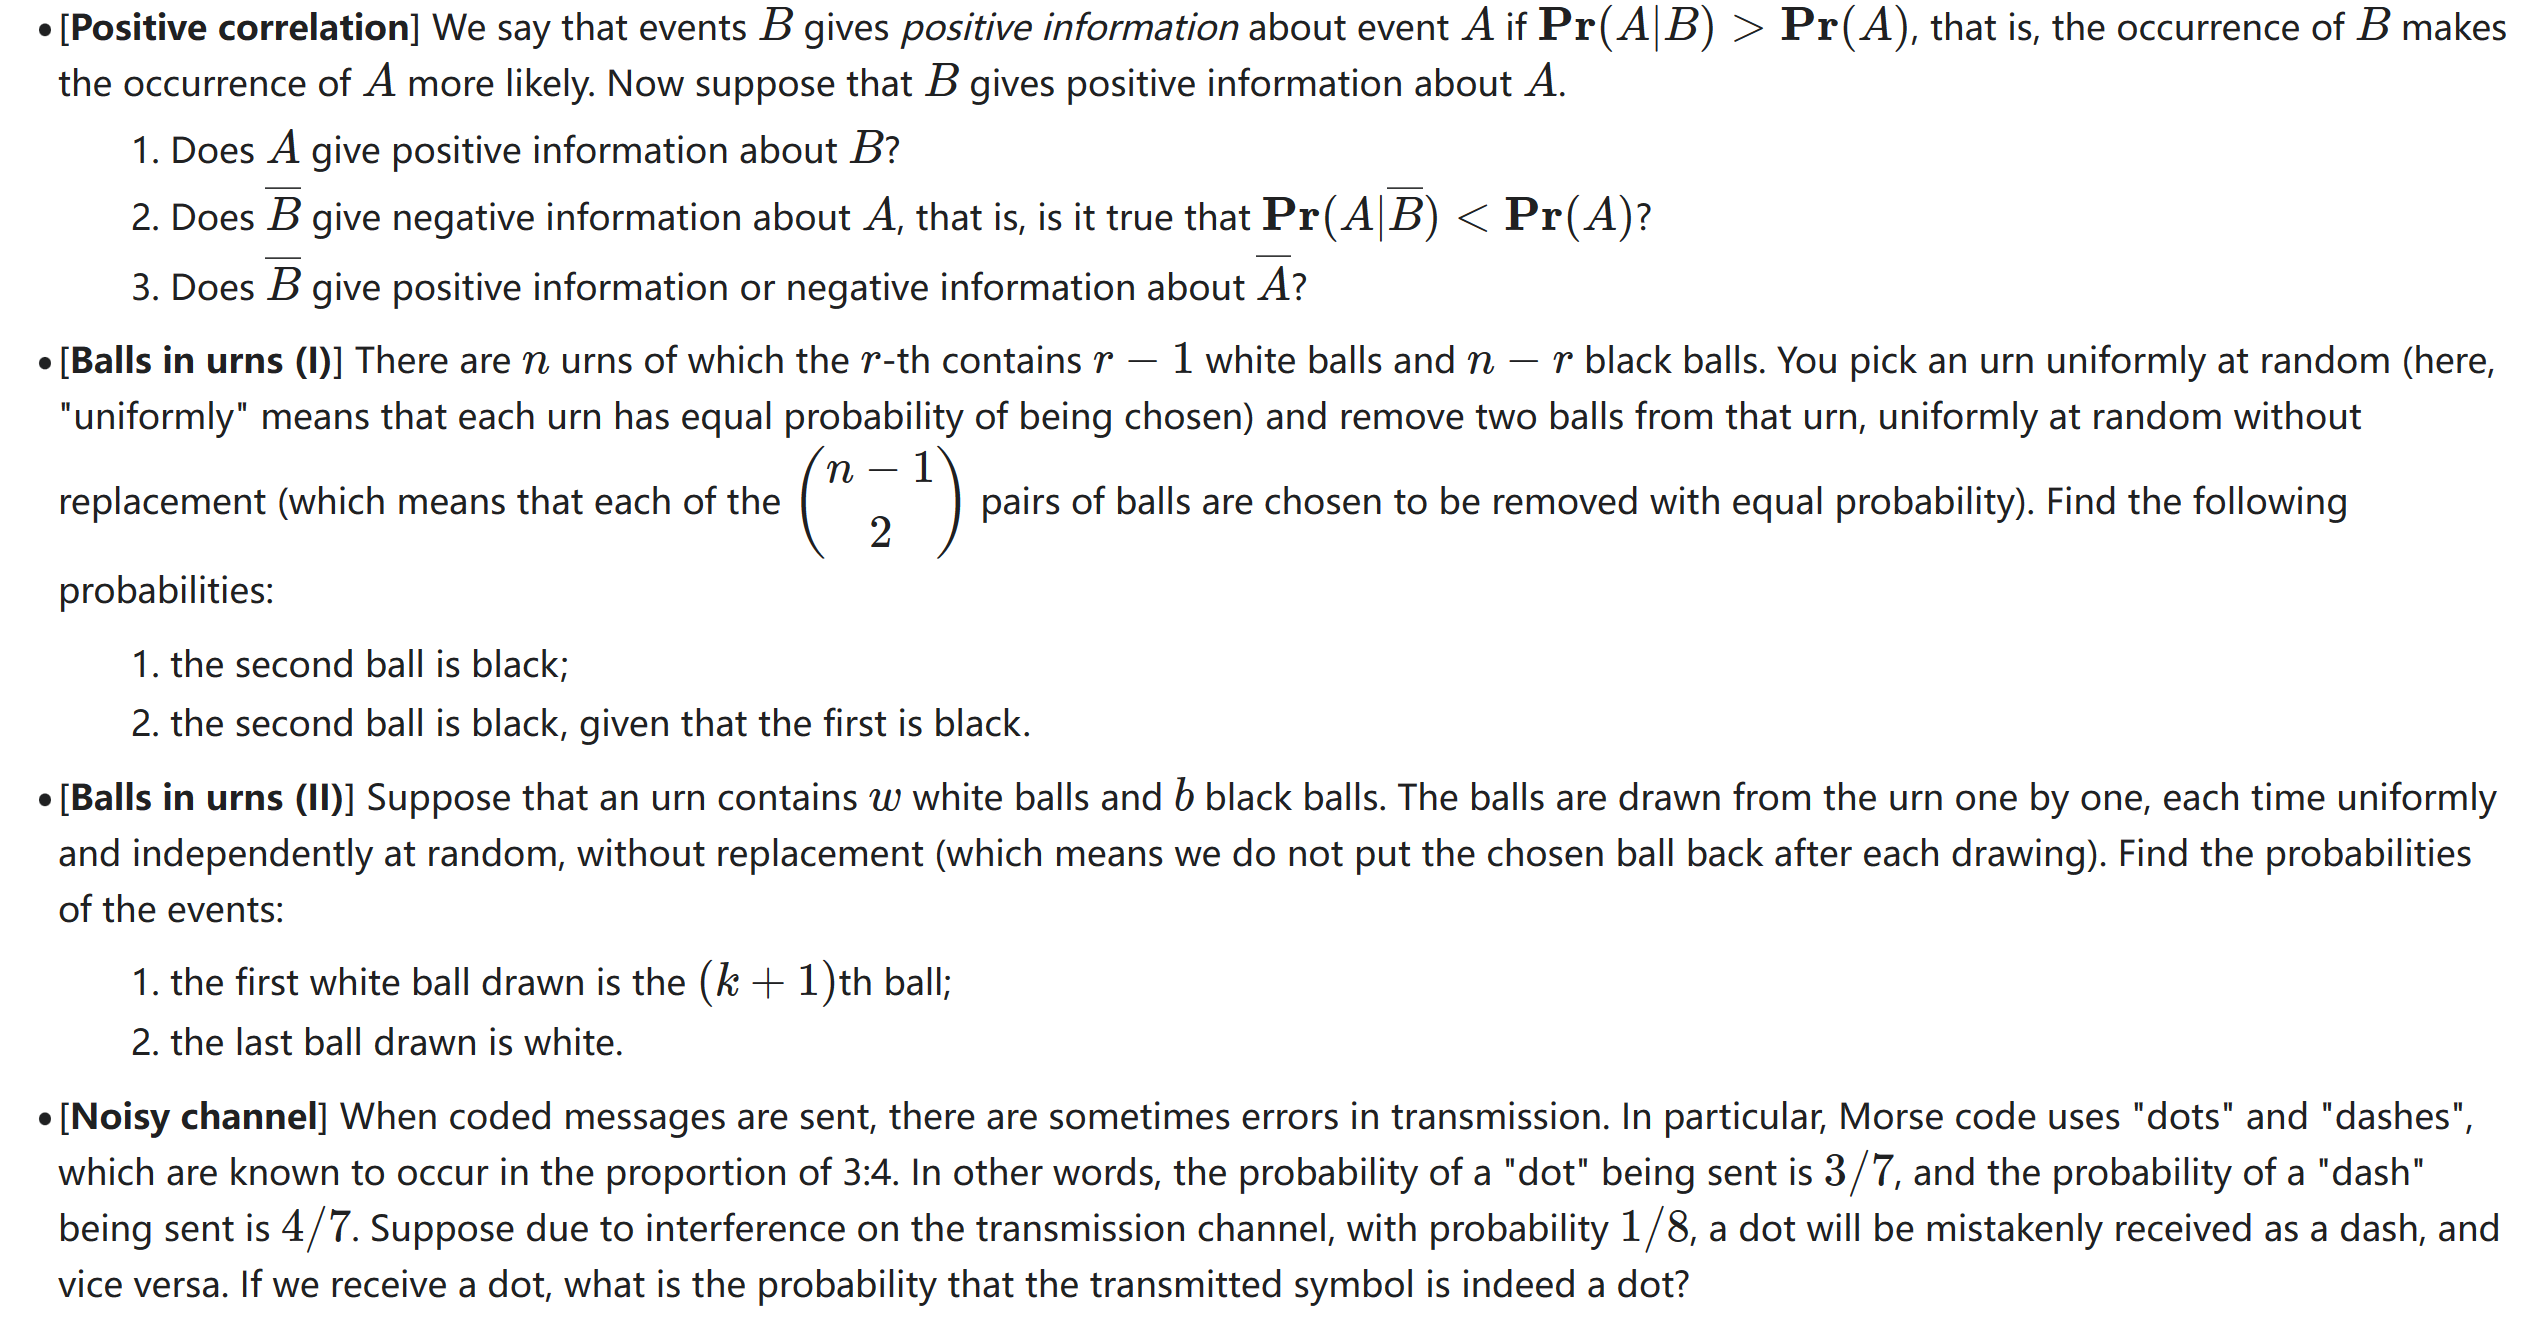 • [Positive correlation] We say that events B gives positive information about event A if Pr(A|B) > Pr(A), that is, the occurrence of B makes
the occurrence of A more likely. Now suppose that B gives positive information about A.
1. Does A give positive information about B?
2. Does B̅ give negative information about A, that is, is it true that Pr(A|B̅) < Pr(A)?
3. Does B̅ give positive information or negative information about A̅?
• [Balls in urns (I)] There are n urns of which the r-th contains r − 1 white balls and n − r black balls. You pick an urn uniformly at random (here,
"uniformly" means that each urn has equal probability of being chosen) and remove two balls from that urn, uniformly at random without
replacement (which means that each of the \binom{n − 1}{2} pairs of balls are chosen to be removed with equal probability). Find the following
probabilities:
1. the second ball is black;
2. the second ball is black, given that the first is black.
• [Balls in urns (II)] Suppose that an urn contains w white balls and b black balls. The balls are drawn from the urn one by one, each time uniformly
and independently at random, without replacement (which means we do not put the chosen ball back after each drawing). Find the probabilities
of the events:
1. the first white ball drawn is the (k + 1)th ball;
2. the last ball drawn is white.
• [Noisy channel] When coded messages are sent, there are sometimes errors in transmission. In particular, Morse code uses "dots" and "dashes",
which are known to occur in the proportion of 3:4. In other words, the probability of a "dot" being sent is 3/7, and the probability of a "dash"
being sent is 4/7. Suppose due to interference on the transmission channel, with probability 1/8, a dot will be mistakenly received as a dash, and
vice versa. If we receive a dot, what is the probability that the transmitted symbol is indeed a dot?